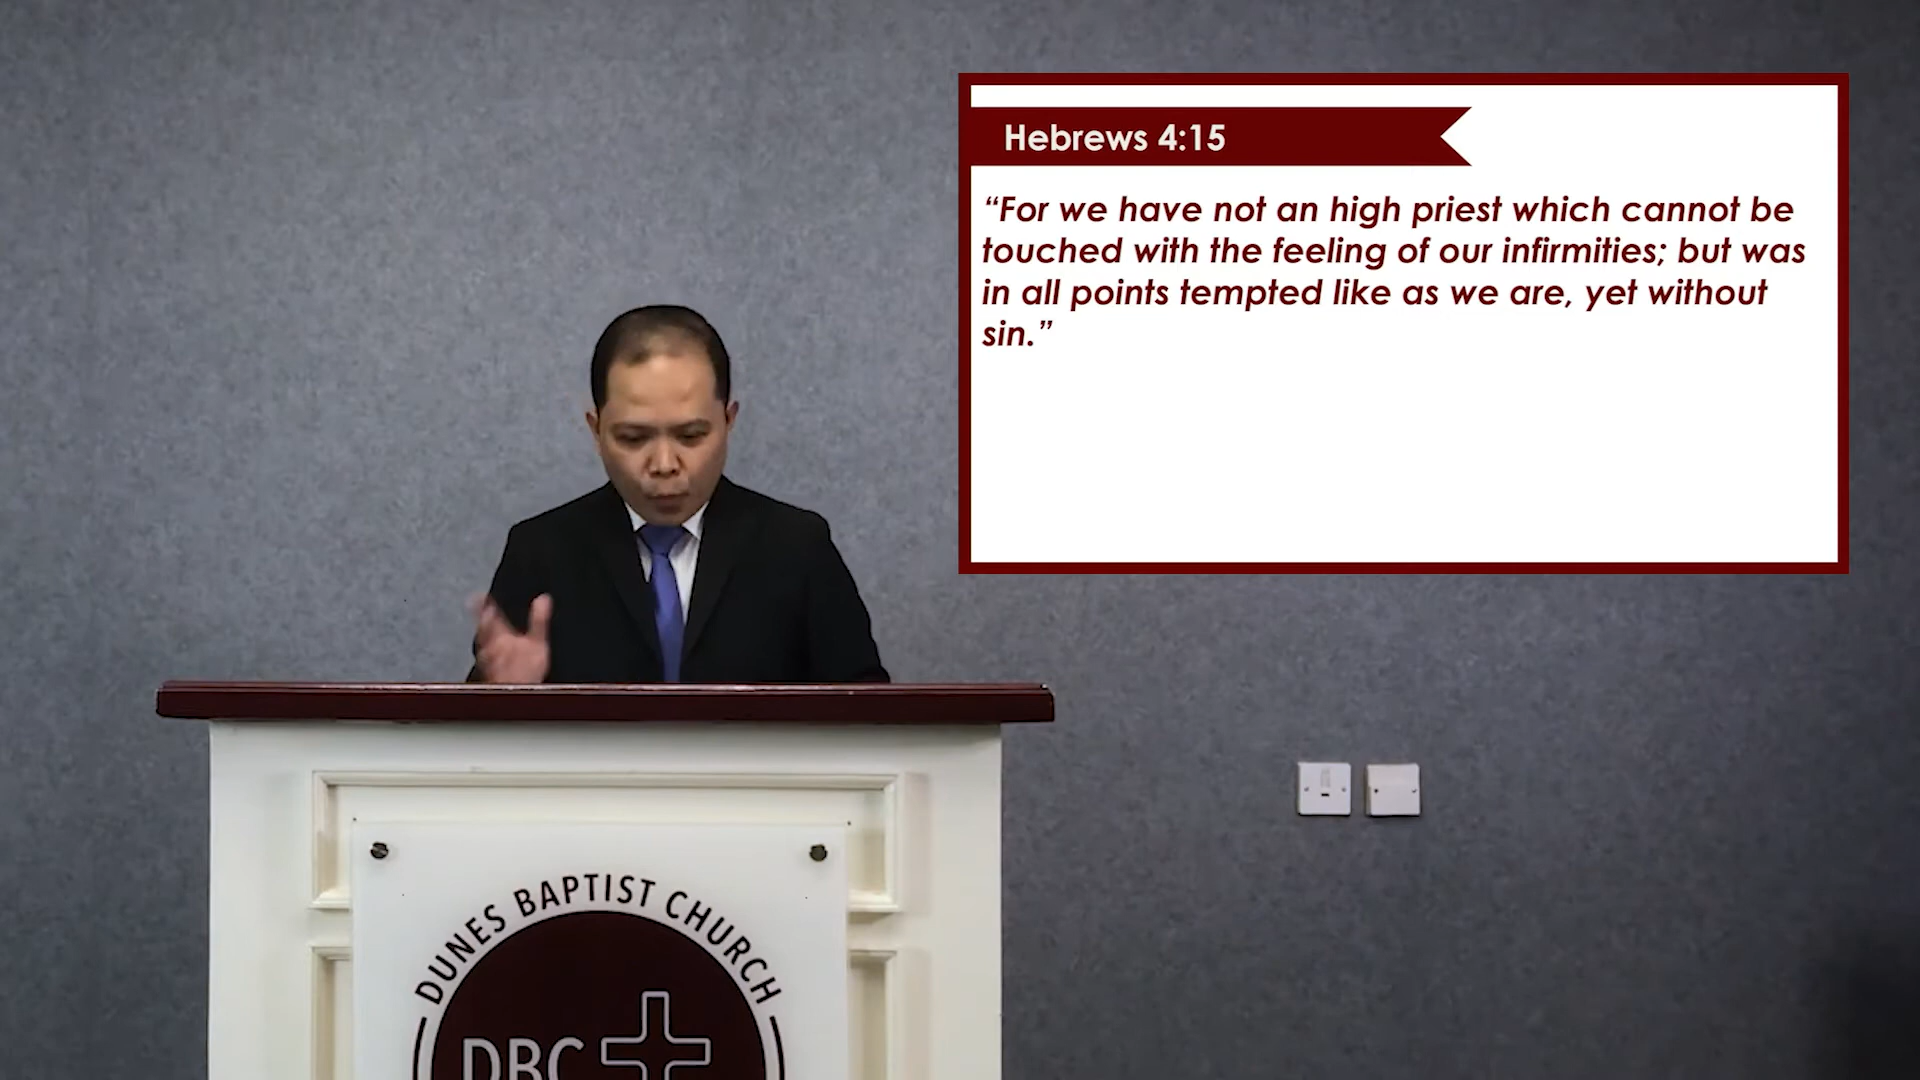 Hebrews 4:15
“For we have not an high priest which cannot be
touched with the feeling of our infirmities; but was
in all points tempted like as we are, yet without
sin.”
DUNES BAPTIST CHURCH
DBC